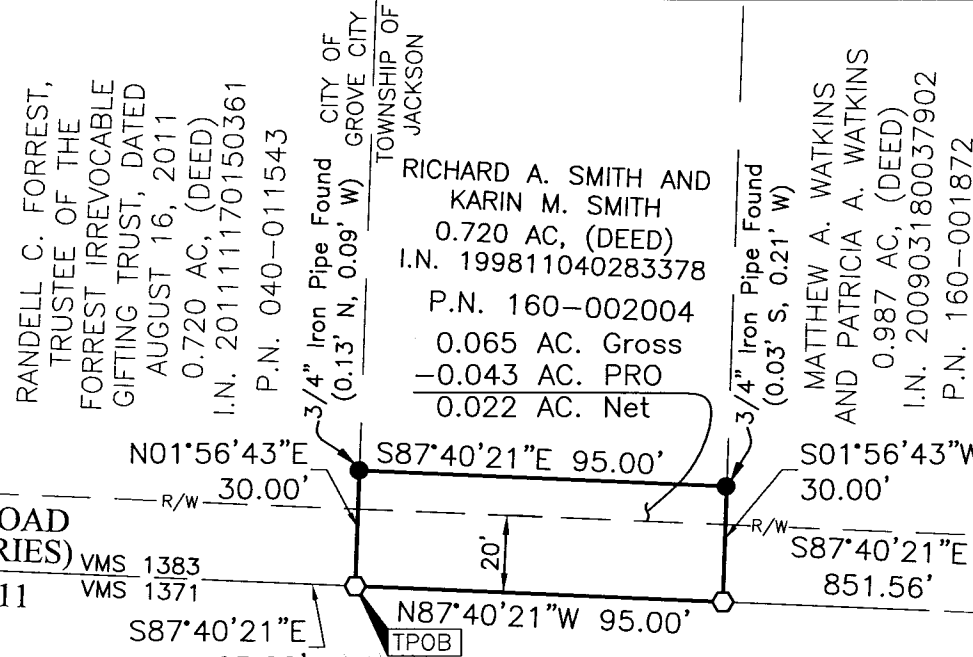 RANDELL C. FORREST,
TRUSTEE OF THE
FORREST IRREVOCABLE
GIFTING TRUST, DATED
AUGUST 16, 2011
0.720 AC, (DEED)
I.N. 201111170150361
P.N. 040-011543
3/4" Iron Pipe Found
(0.13' N, 0.09' W)
CITY OF
GROVE CITY
TOWNSHIP OF
JACKSON
RICHARD A. SMITH AND
KARIN M. SMITH
0.720 AC, (DEED)
I.N. 199811040283378
P.N. 160-002004
0.065 AC. Gross
-0.043 AC. PRO
0.022 AC. Net
3/4" Iron Pipe Found
(0.03' S, 0.21' W)
MATTHEW A. WATKINS
AND PATRICIA A. WATKINS
0.987 AC, (DEED)
I.N. 200903180037902
P.N. 160-001872
N01°56'43"E
30.00'
S87°40'21"E 95.00'
S01°56'43"W
30.00'
R/W
R/W
OAD
RIES)
VMS 1383
VMS 1371
11
20'
S87°40'21"E
851.56'
N87°40'21"W 95.00'
S87°40'21"E
TPOB